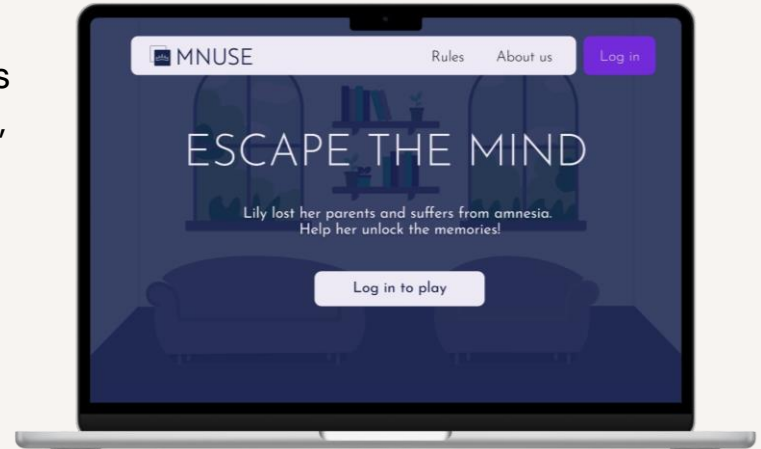 s
,
MNUSE
Rules About us
Log in
ESCAPE THE MIND
Lily lost her parents and suffers from amnesia.
Help her unlock the memories!
Log in to play